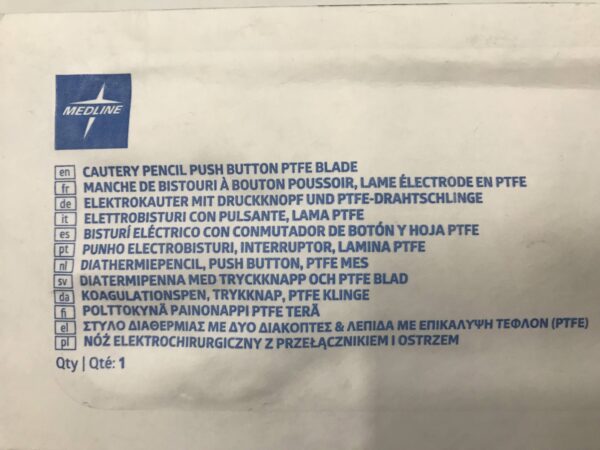 MEDLINE
en CAUTERY PENCIL PUSH BUTTON PTFE BLADE
fr MANCHE DE BISTOURI À BOUTON POUSSOIR, LAME ÉLECTRODE EN PTFE
de ELEKTROKAUTER MIT DRUCKKNOPF UND PTFE-DRAHTSCHLINGE
it ELETTROBISTURI CON PULSANTE, LAMA PTFE
es BISTURÍ ELÉCTRICO CON CONMUTADOR DE BOTÓN Y HOJA PTFE
pt PUNHO ELECTROBISTURI, INTERRUPTOR, LAMINA PTFE
nl DIATHERMIEPENCIL, PUSH BUTTON, PTFE MES
sv DIATERMIPENNA MED TRYCKKNAPP OCH PTFE BLAD
da KOAGULATIONSPEN, TRYKKNAP, PTFE KLINGE
fi POLTTOKYTKÄ PAINONAPPI PTFE TERÄ
el ΣΤΥΛΟ ΔΙΑΘΕΡΜΙΑΣ ΜΕ ΔΥΟ ΔΙΑΚΟΠΤΕΣ & ΛΕΠΙΔΑ ΜΕ ΕΠΙΚΑΛΥΨΗ ΤΕΦΛΟΝ (PTFE)
pl NÓŻ ELEKTROCHIRURGICZNY Z PRZEŁĄCZNIKIEM I OSTRZEM
Qty | Qté: 1